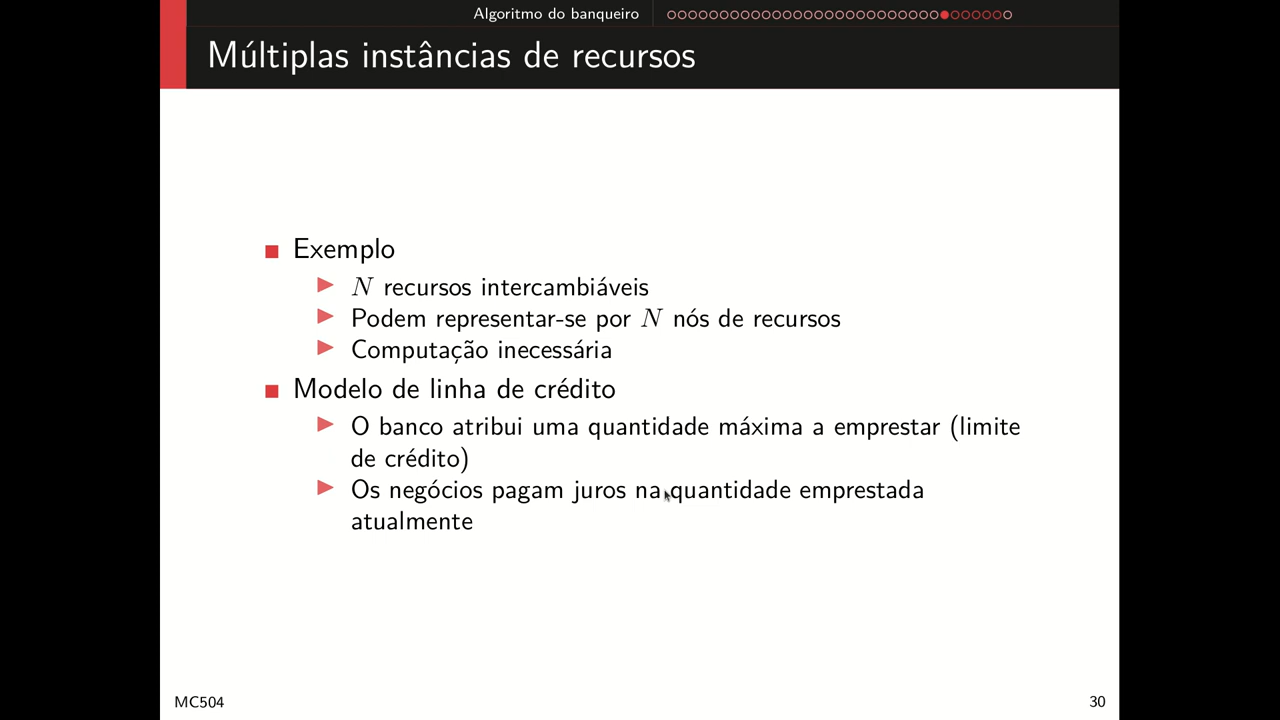 Algoritmo do banqueiro
Múltiplas instâncias de recursos
Exemplo
N recursos intercambiáveis
Podem representar-se por N nós de recursos
Computação inecessária
Modelo de linha de crédito
O banco atribui uma quantidade máxima a emprestar (limite
de crédito)
Os negócios pagam juros na quantidade emprestada
atualmente
MC504
30